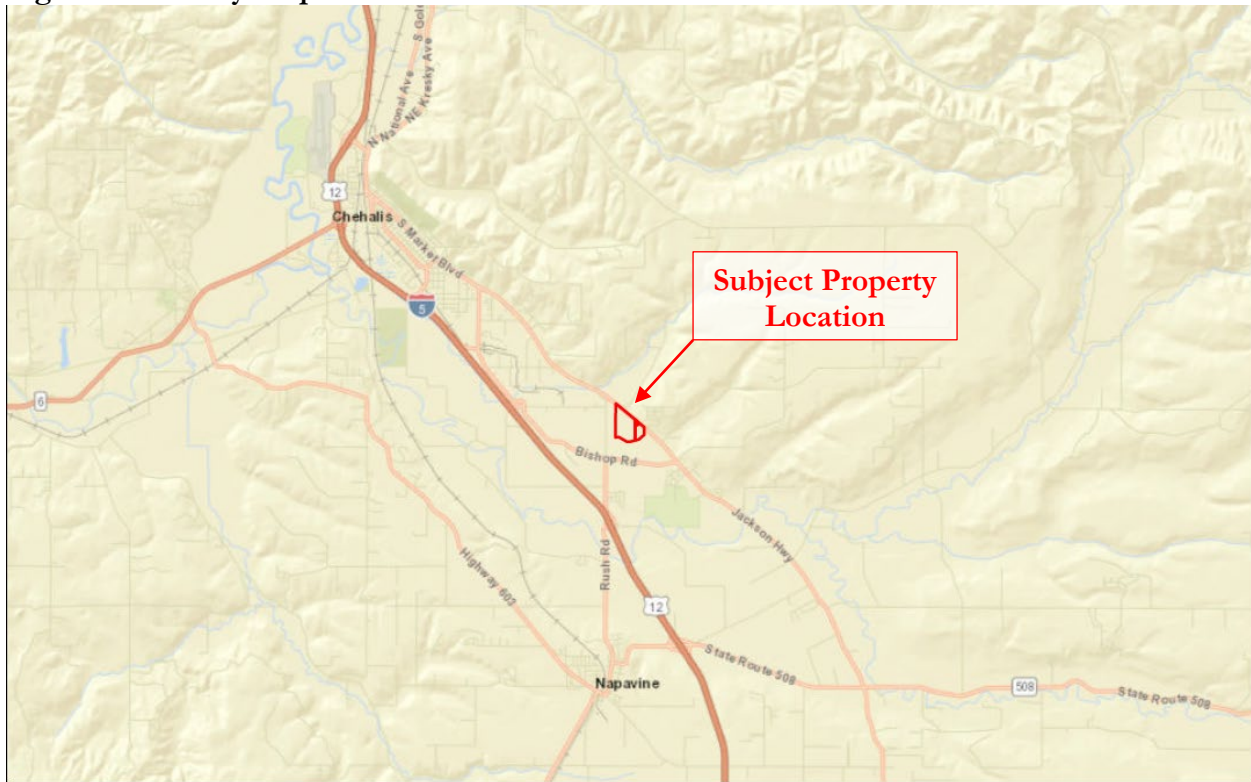 S Gol
N National Ave
NE Kresky Ave
12
Chehalis
S Market Blvd
5
Subject Property
Location
6
Bishop Rd
Jackson Hwy
Highway 603
Rush Rd
12
State Route 508
Napavine
508
State Route 508